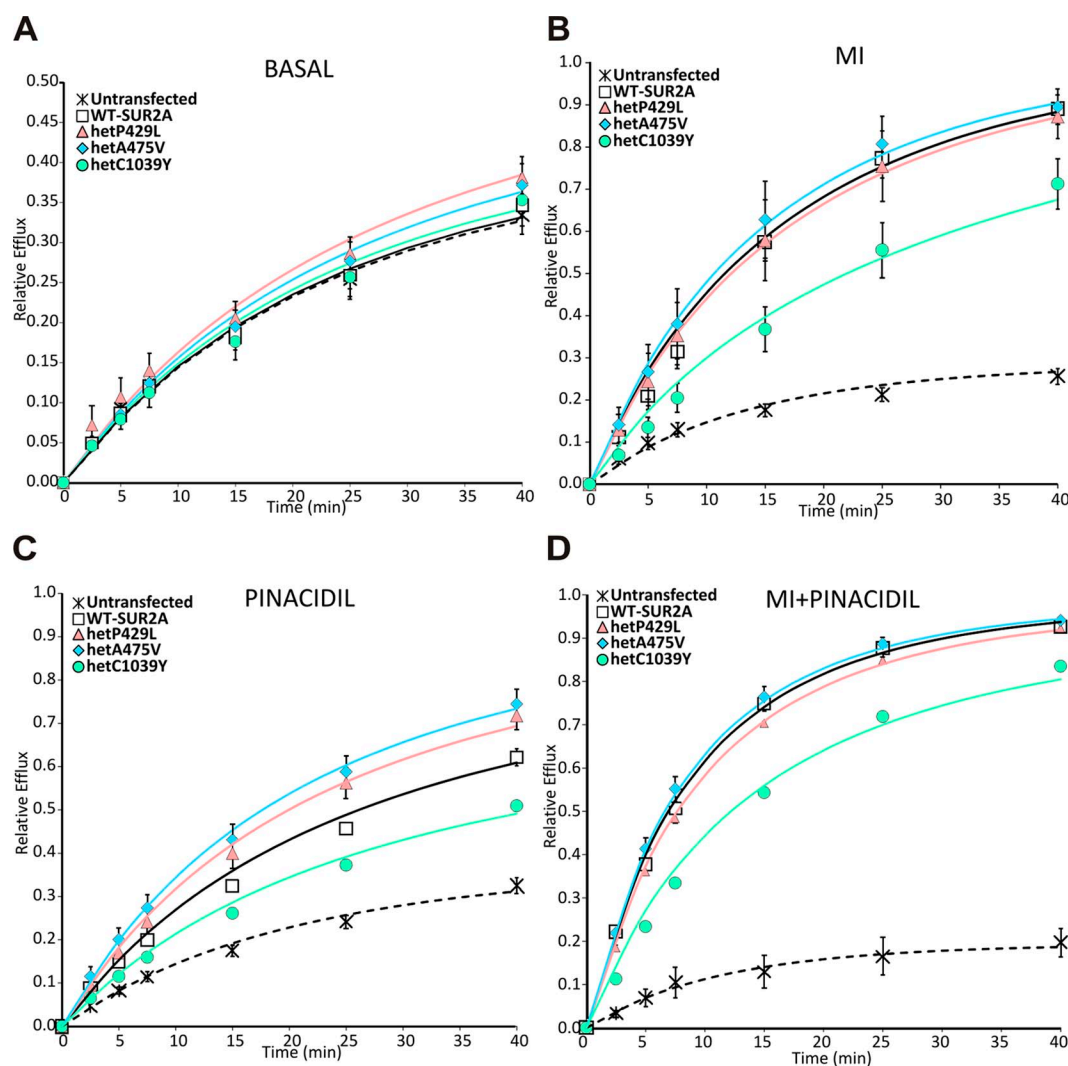 A
BASAL
Relative Efflux
0.50
0.45
0.40
0.35
0.30
0.25
0.20
0.15
0.10
0.05
0.00
Untransfected
WT-SUR2A
hetP429L
hetA475V
hetC1039Y
0 5 10 15 20 25 30 35 40
Time (min)
B
MI
Relative Efflux
1.0
0.9
0.8
0.7
0.6
0.5
0.4
0.3
0.2
0.1
0.0
Untransfected
WT-SUR2A
hetP429L
hetA475V
hetC1039Y
0 5 10 15 20 25 30 35 40
Time (min)
C
PINACIDIL
Relative Efflux
1.0
0.9
0.8
0.7
0.6
0.5
0.4
0.3
0.2
0.1
0.0
Untransfected
WT-SUR2A
hetP429L
hetA475V
hetC1039Y
0 5 10 15 20 25 30 35 40
Time (min)
D
MI+PINACIDIL
Relative Efflux
1.0
0.9
0.8
0.7
0.6
0.5
0.4
0.3
0.2
0.1
0.0
Untransfected
WT-SUR2A
hetP429L
hetA475V
hetC1039Y
0 5 10 15 20 25 30 35 40
Time (min)